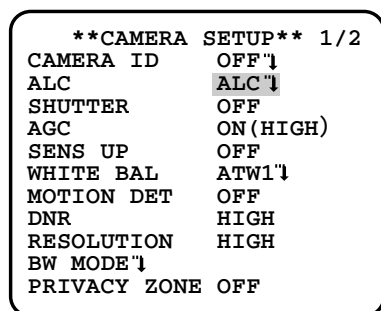 **CAMERA SETUP** 1/2
CAMERA ID OFF
ALC ALC
SHUTTER OFF
AGC ON(HIGH)
SENS UP OFF
WHITE BAL ATW1
MOTION DET OFF
DNR HIGH
RESOLUTION HIGH
BW MODE
PRIVACY ZONE OFF